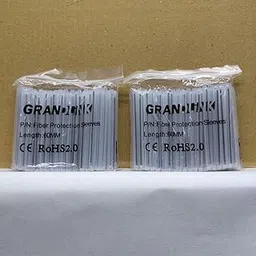 GRANDLINK
P/N:Fiber Protection Sleeves
Length:60MM
CE RoHS2.0
GRANDLINK
P/N:Fiber Protection Sleeves
Length:60MM
CE RoHS2.0